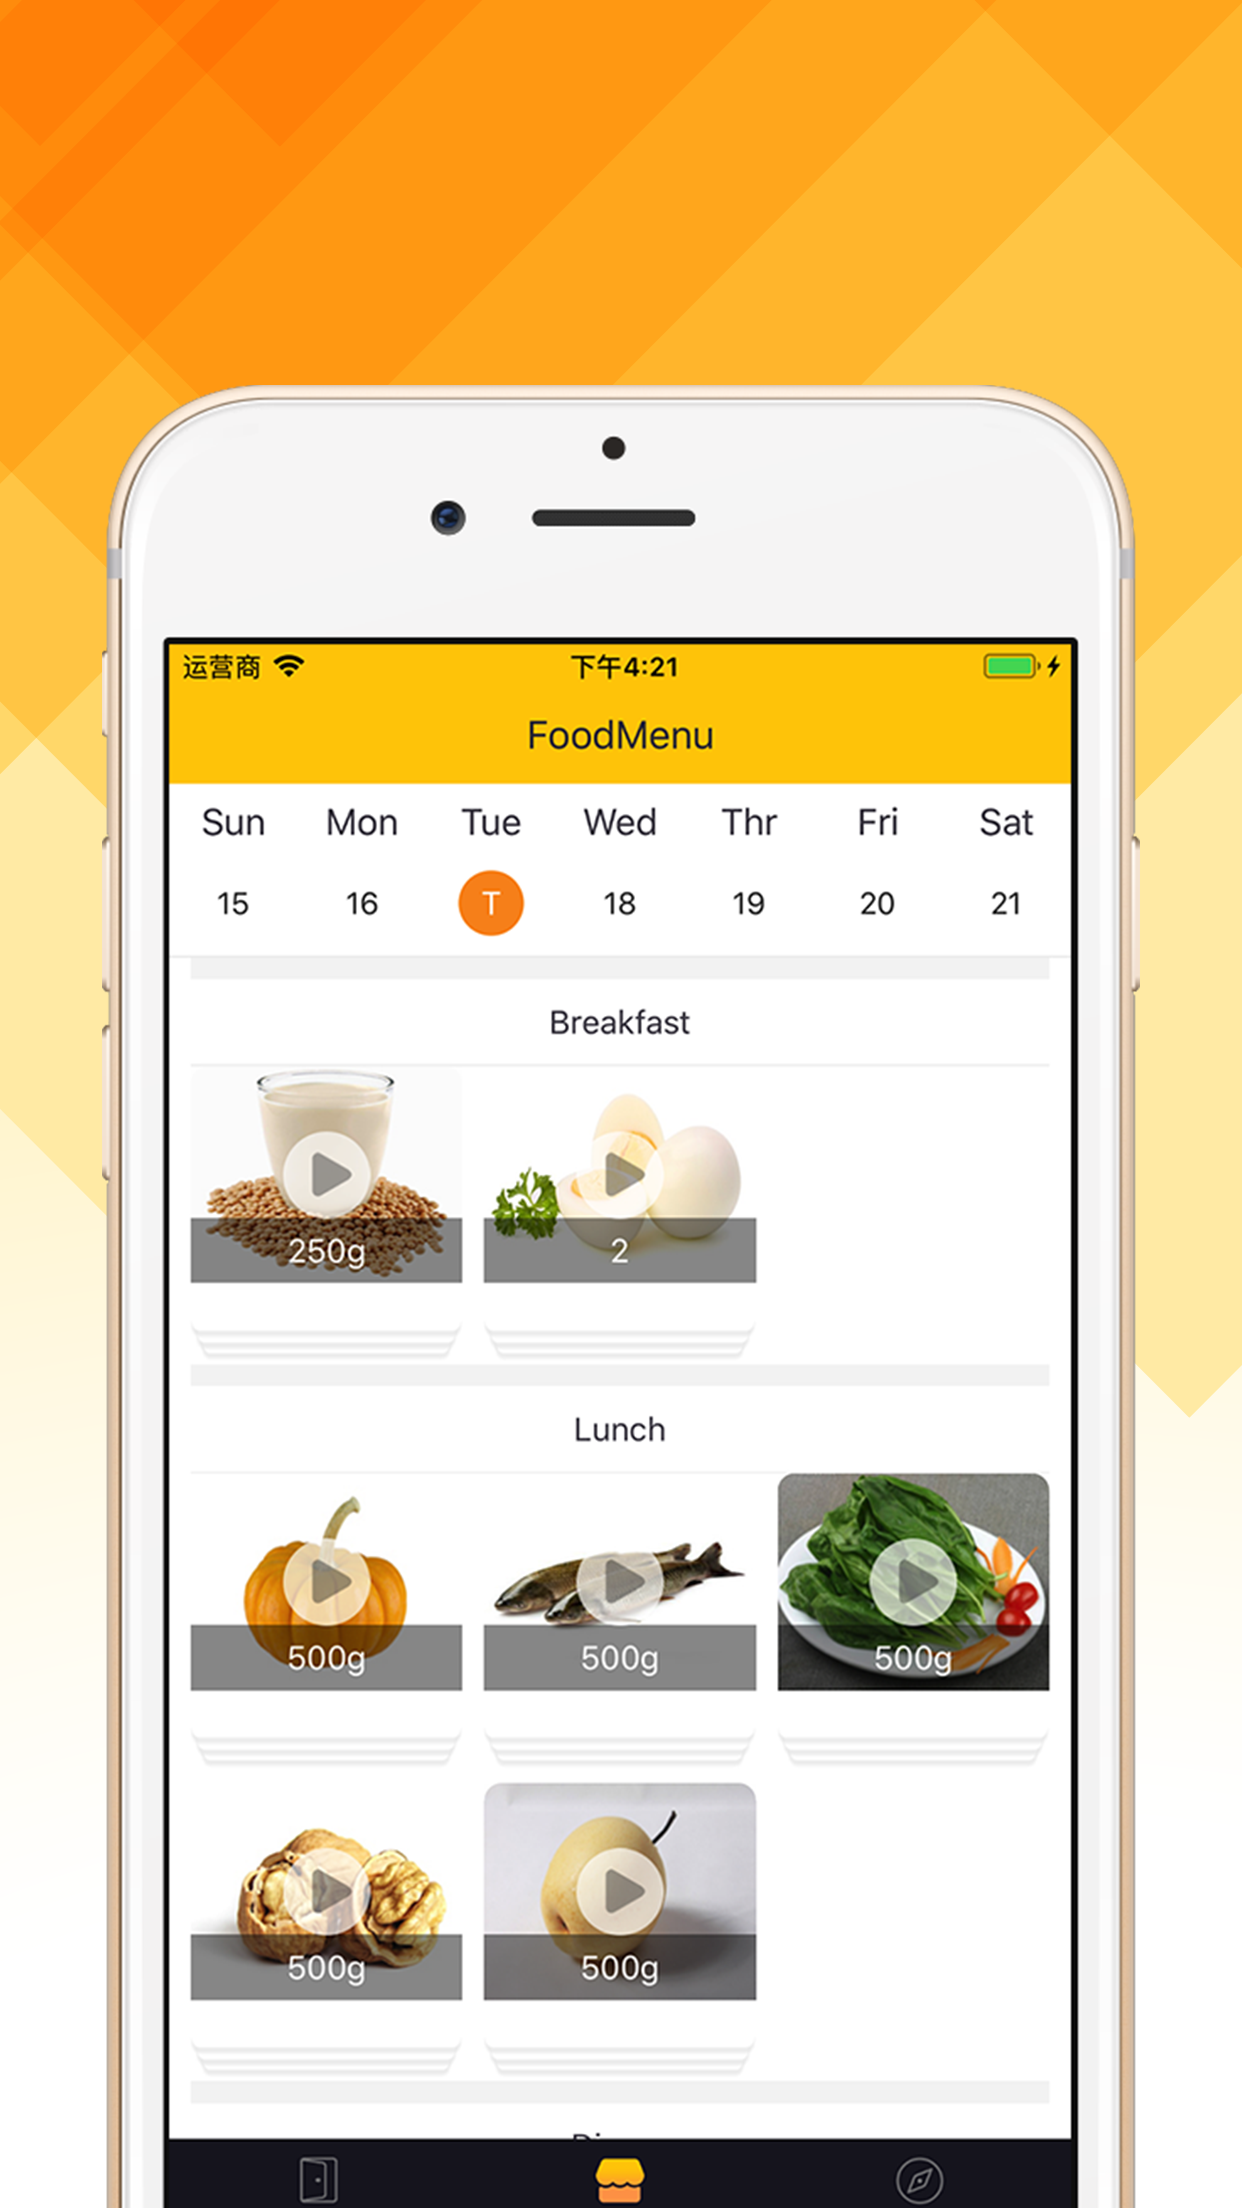 运营商 下午4:21
FoodMenu
Sun Mon Tue Wed Thr Fri Sat
15 16 T 18 19 20 21
Breakfast
250g 2
Lunch
500g 500g 500g
500g 500g